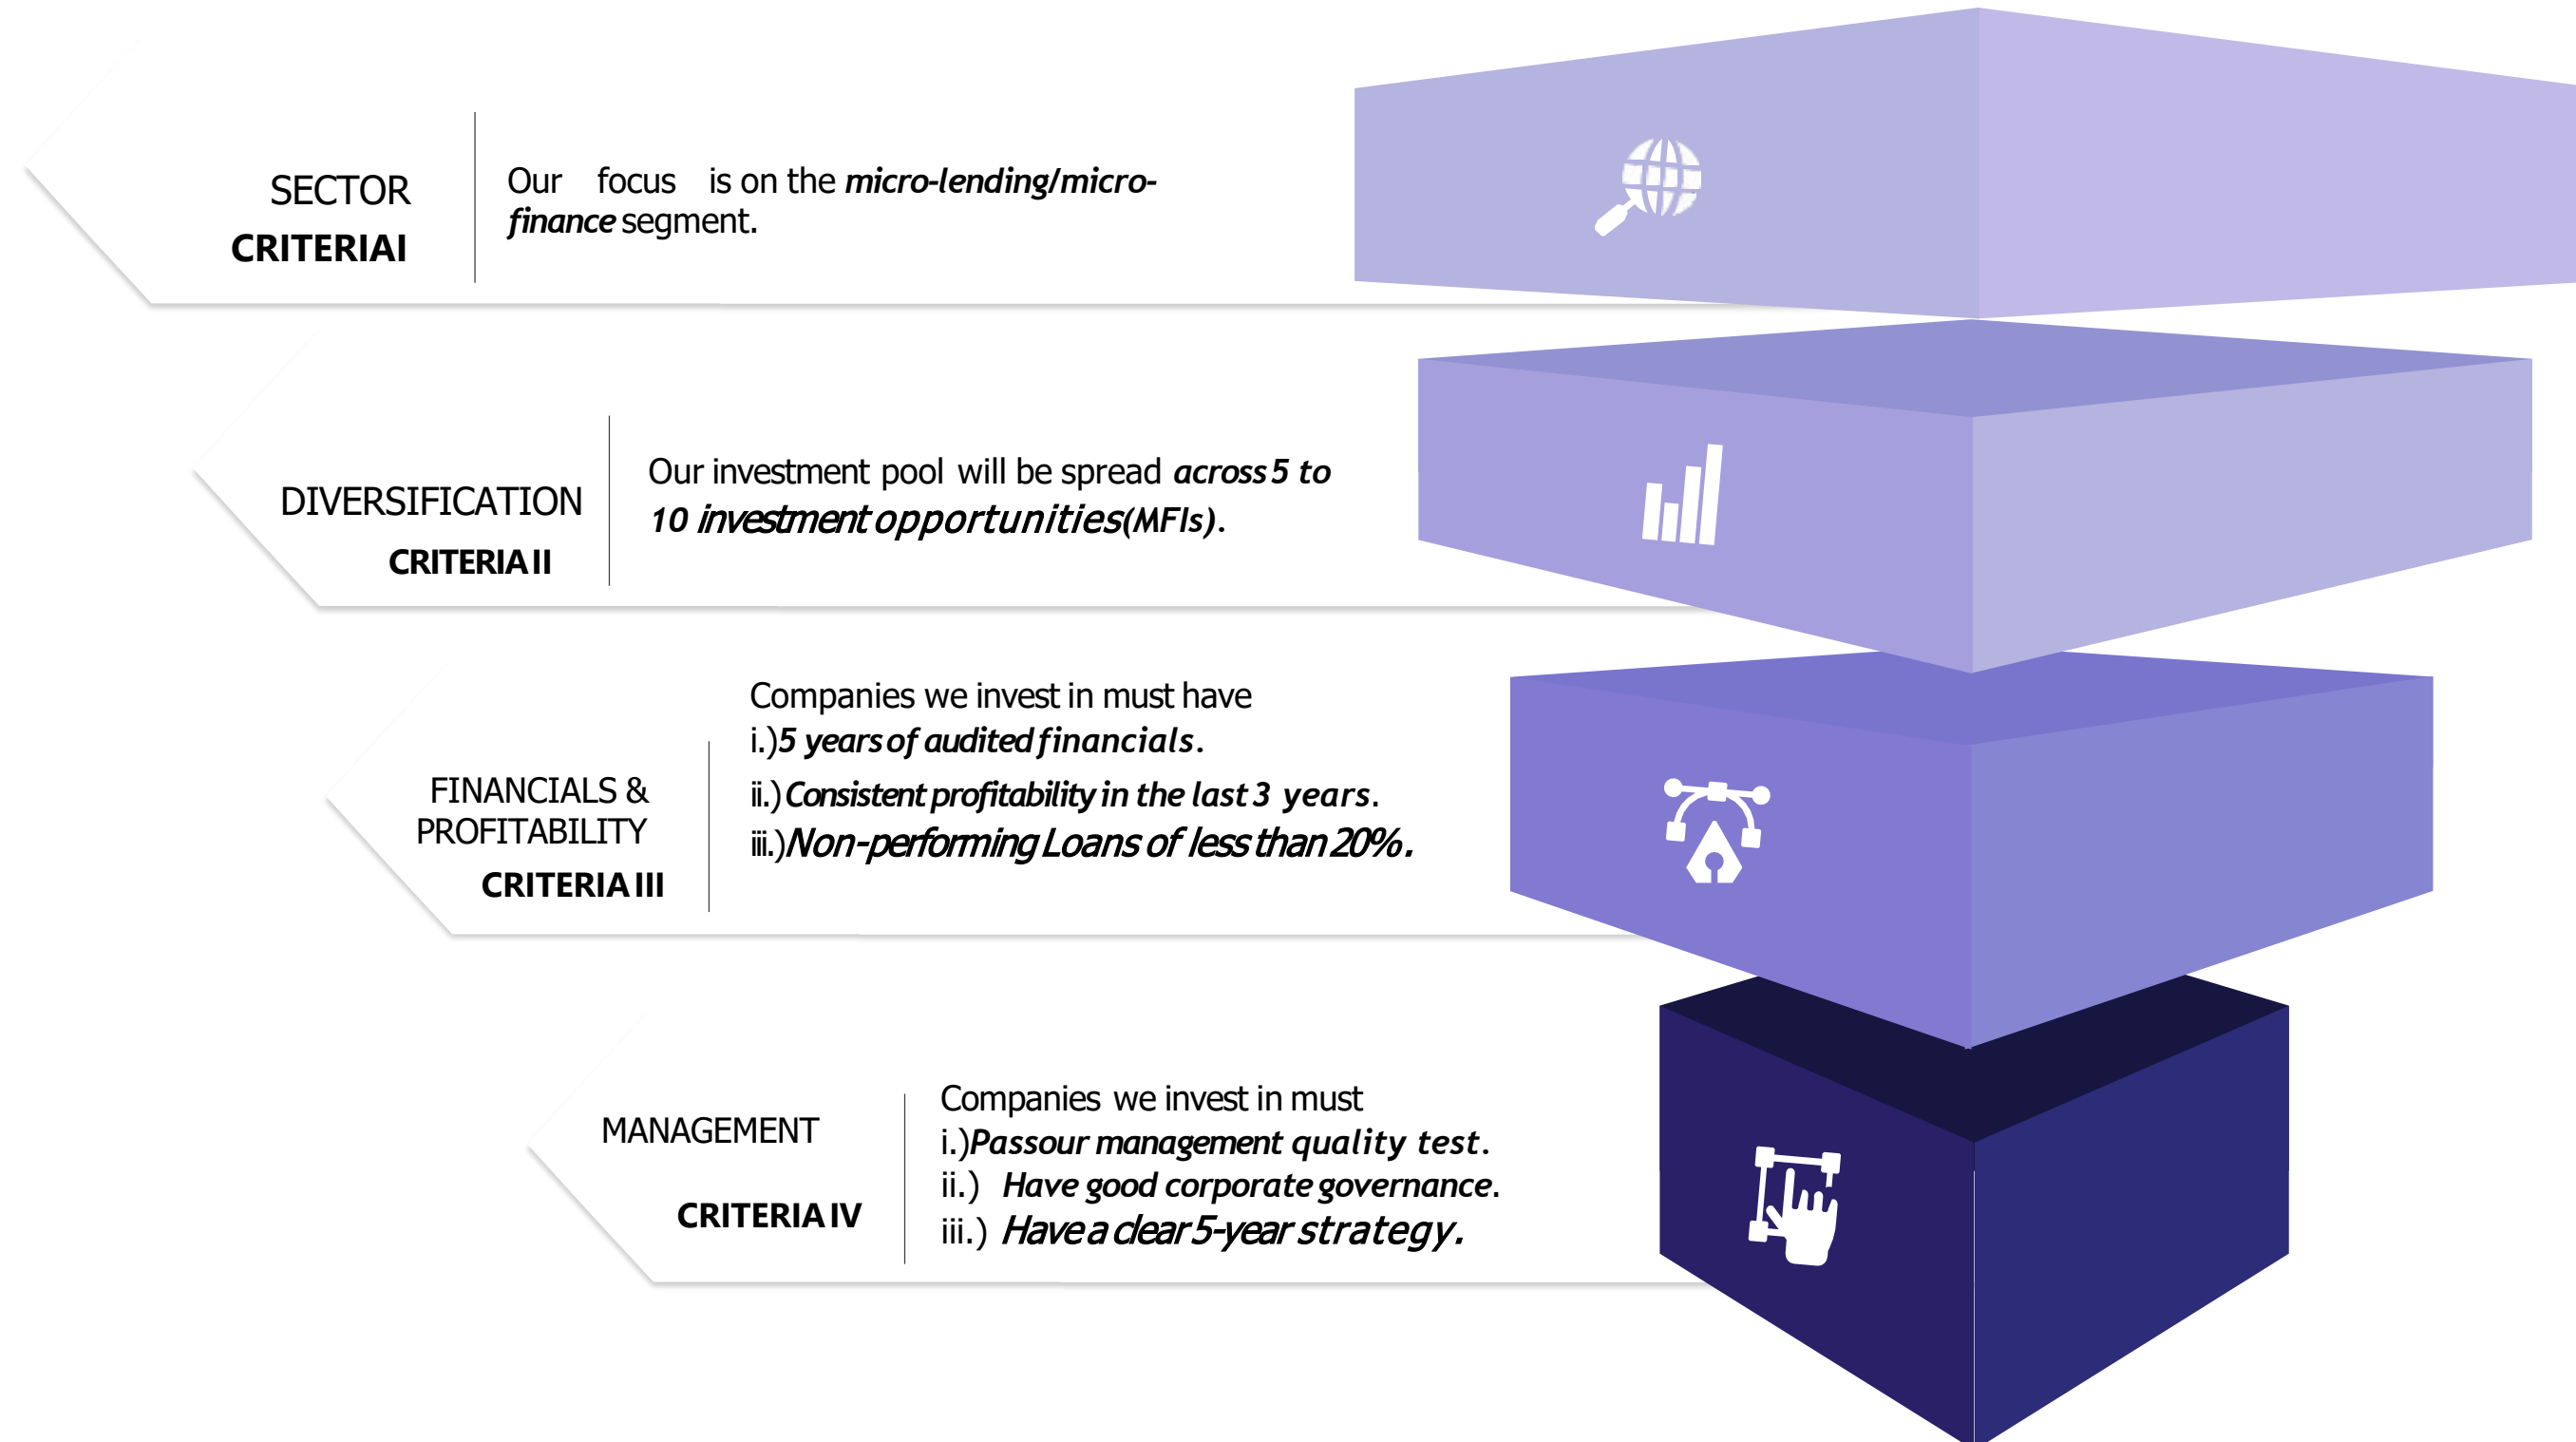 SECTOR
CRITERIAI
Our focus is on the micro-lending/micro-
finance segment.
DIVERSIFICATION
CRITERIA II
Our investment pool will be spread across 5 to
10 investment opportunities(MFIs).
FINANCIALS &
PROFITABILITY
CRITERIA III
Companies we invest in must have
i.)5 years of audited financials.
ii.) Consistent profitability in the last 3 years.
iii.)Non-performing Loans of less than 20%.
MANAGEMENT
CRITERIA IV
Companies we invest in must
i.)Passour management quality test.
ii.) Have good corporate governance.
iii.) Have a clear 5-year strategy.